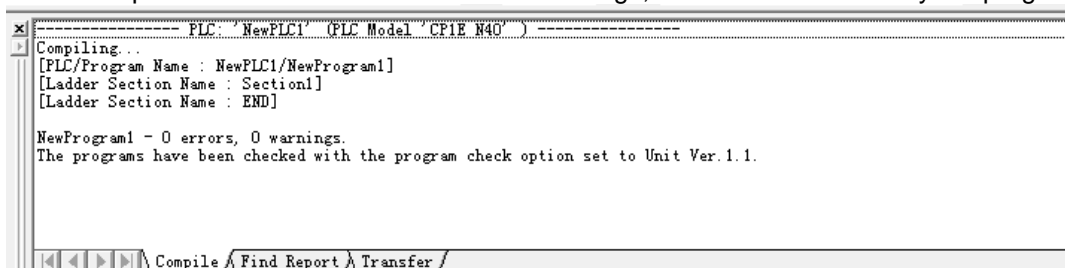 ---------------- PLC: 'NewPLC1' (PLC Model 'CP1E N40' ) ----------------
Compiling...
[PLC/Program Name : NewPLC1/NewProgram1]
[Ladder Section Name : Section1]
[Ladder Section Name : END]
NewProgram1 - 0 errors, 0 warnings.
The programs have been checked with the program check option set to Unit Ver.1.1.
Compile Find Report Transfer